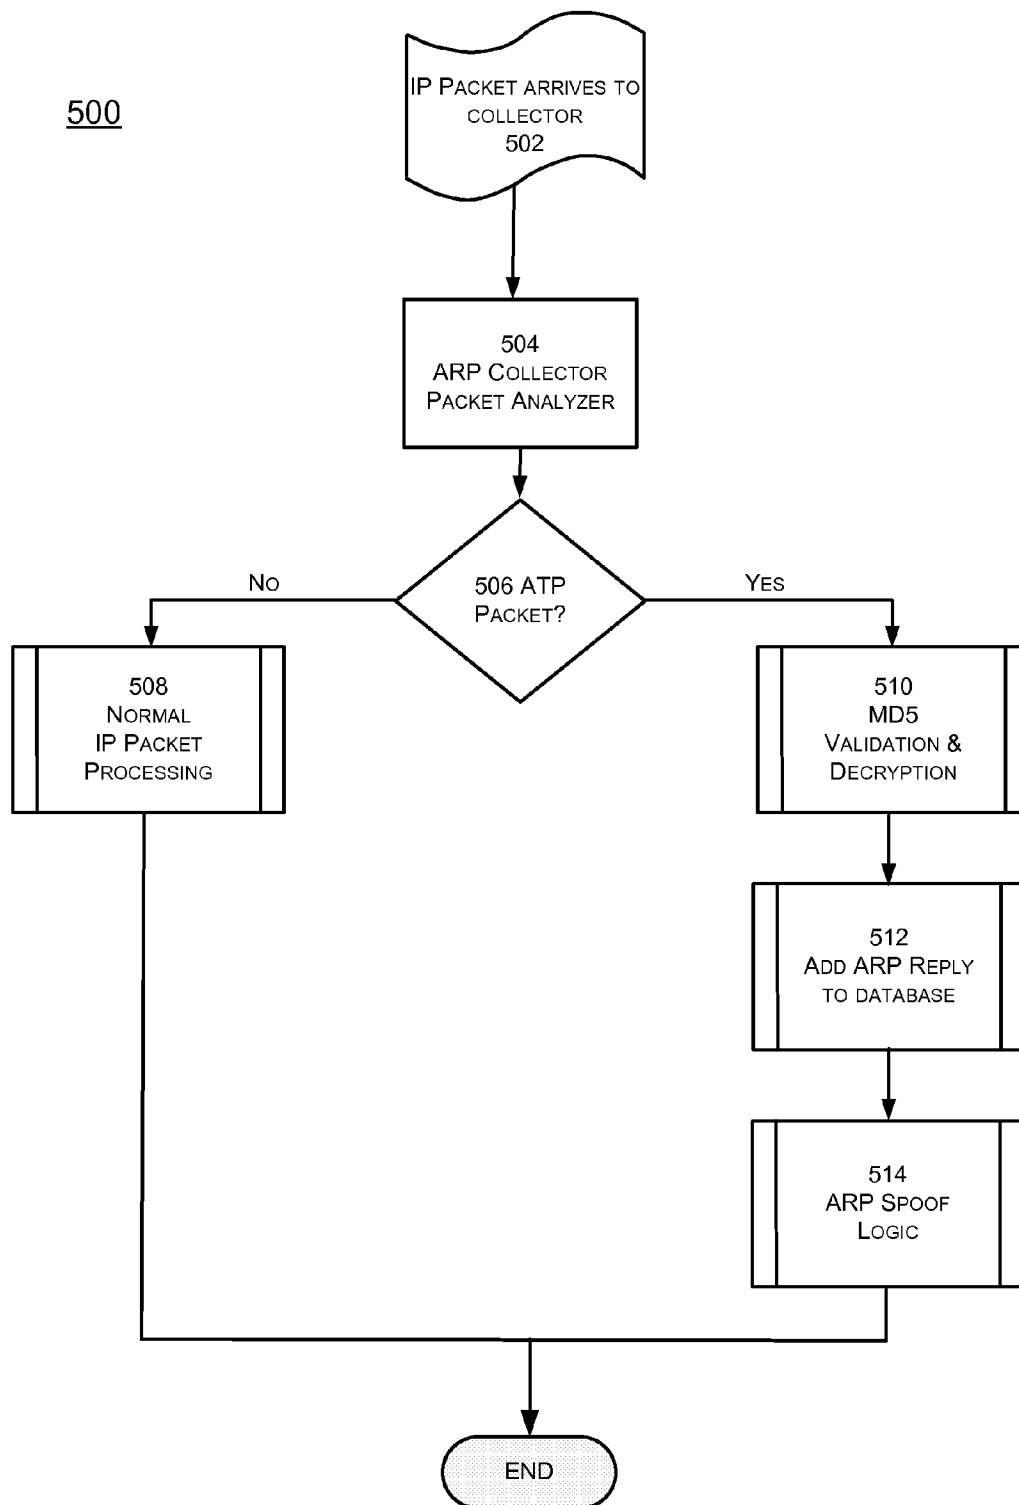 500
IP PACKET ARRIVES TO
COLLECTOR
502
504
ARP COLLECTOR
PACKET ANALYZER
506 ATP
PACKET?
NO
YES
508
NORMAL
IP PACKET
PROCESSING
510
MD5
VALIDATION &
DECRYPTION
512
ADD ARP REPLY
TO DATABASE
514
ARP SPOOF
LOGIC
END